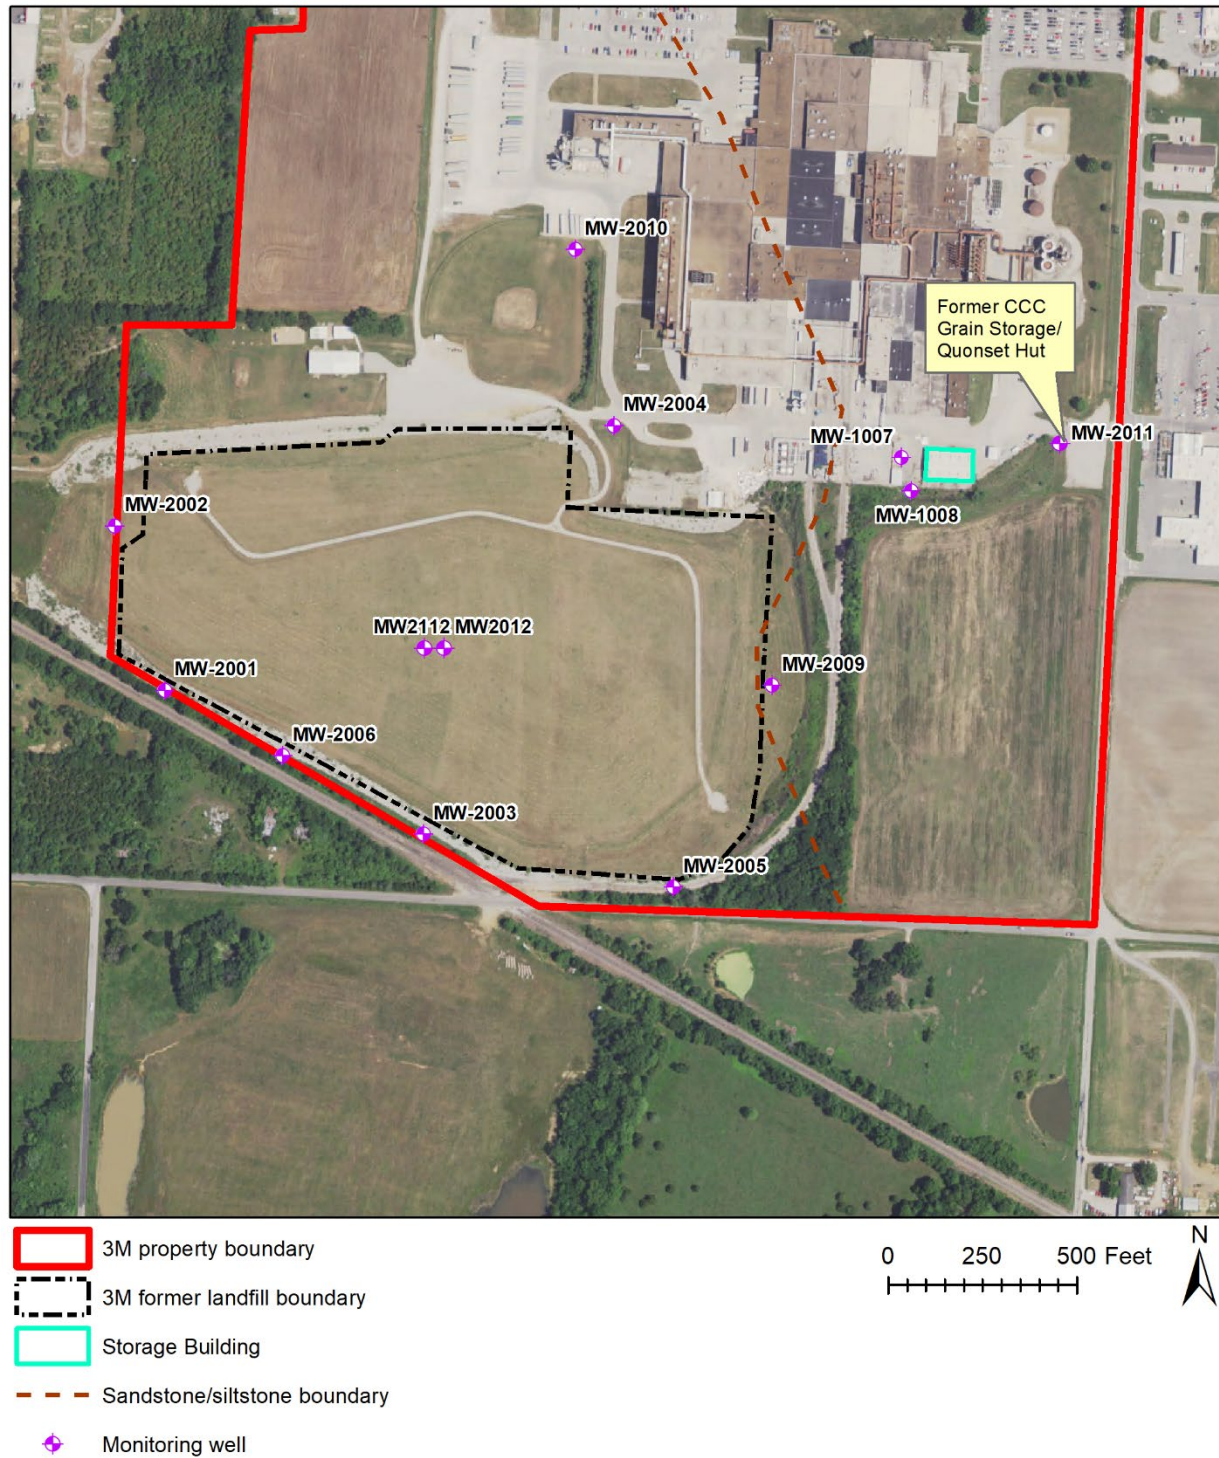 MW-2010
Former CCC
Grain Storage/
Quonset Hut
MW-2004
MW-1007
MW-2011
MW-1008
MW-2002
MW2112 MW2012
MW-2009
MW-2001
MW-2006
MW-2003
MW-2005
3M property boundary
3M former landfill boundary
Storage Building
Sandstone/siltstone boundary
Monitoring well
0 250 500 Feet
N